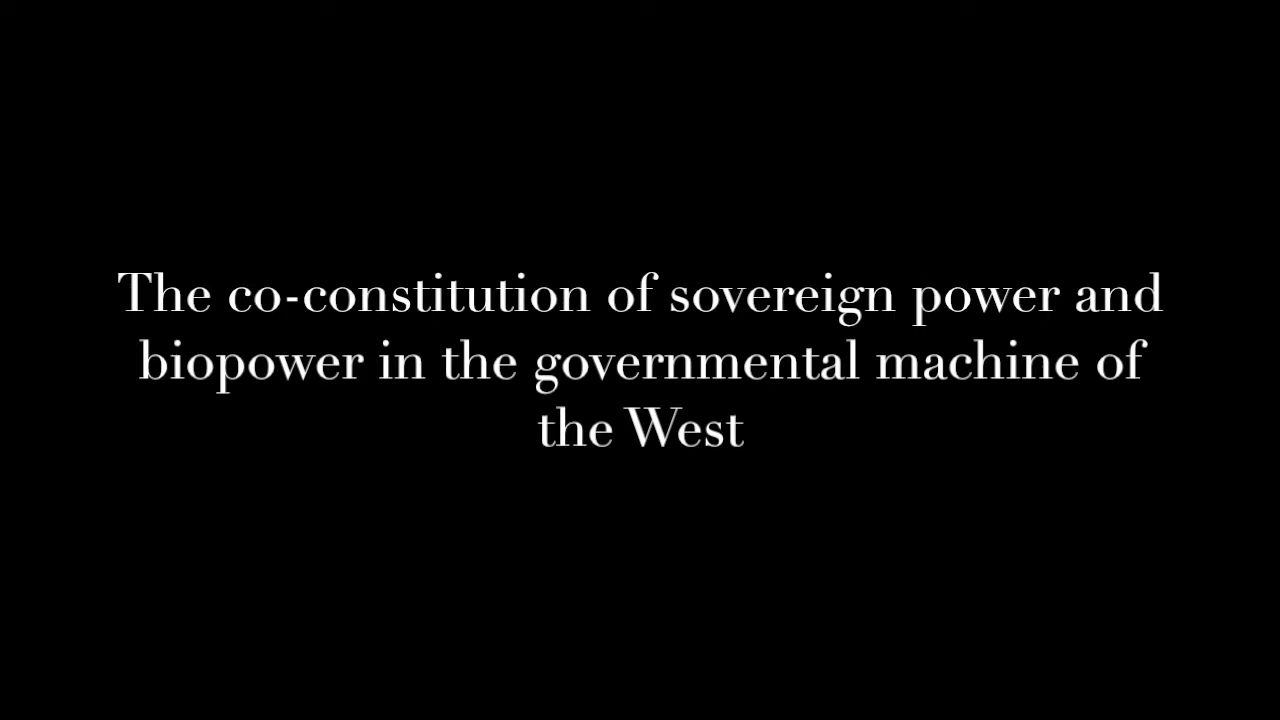 The co-constitution of sovereign power and
biopower in the governmental machine of
the West